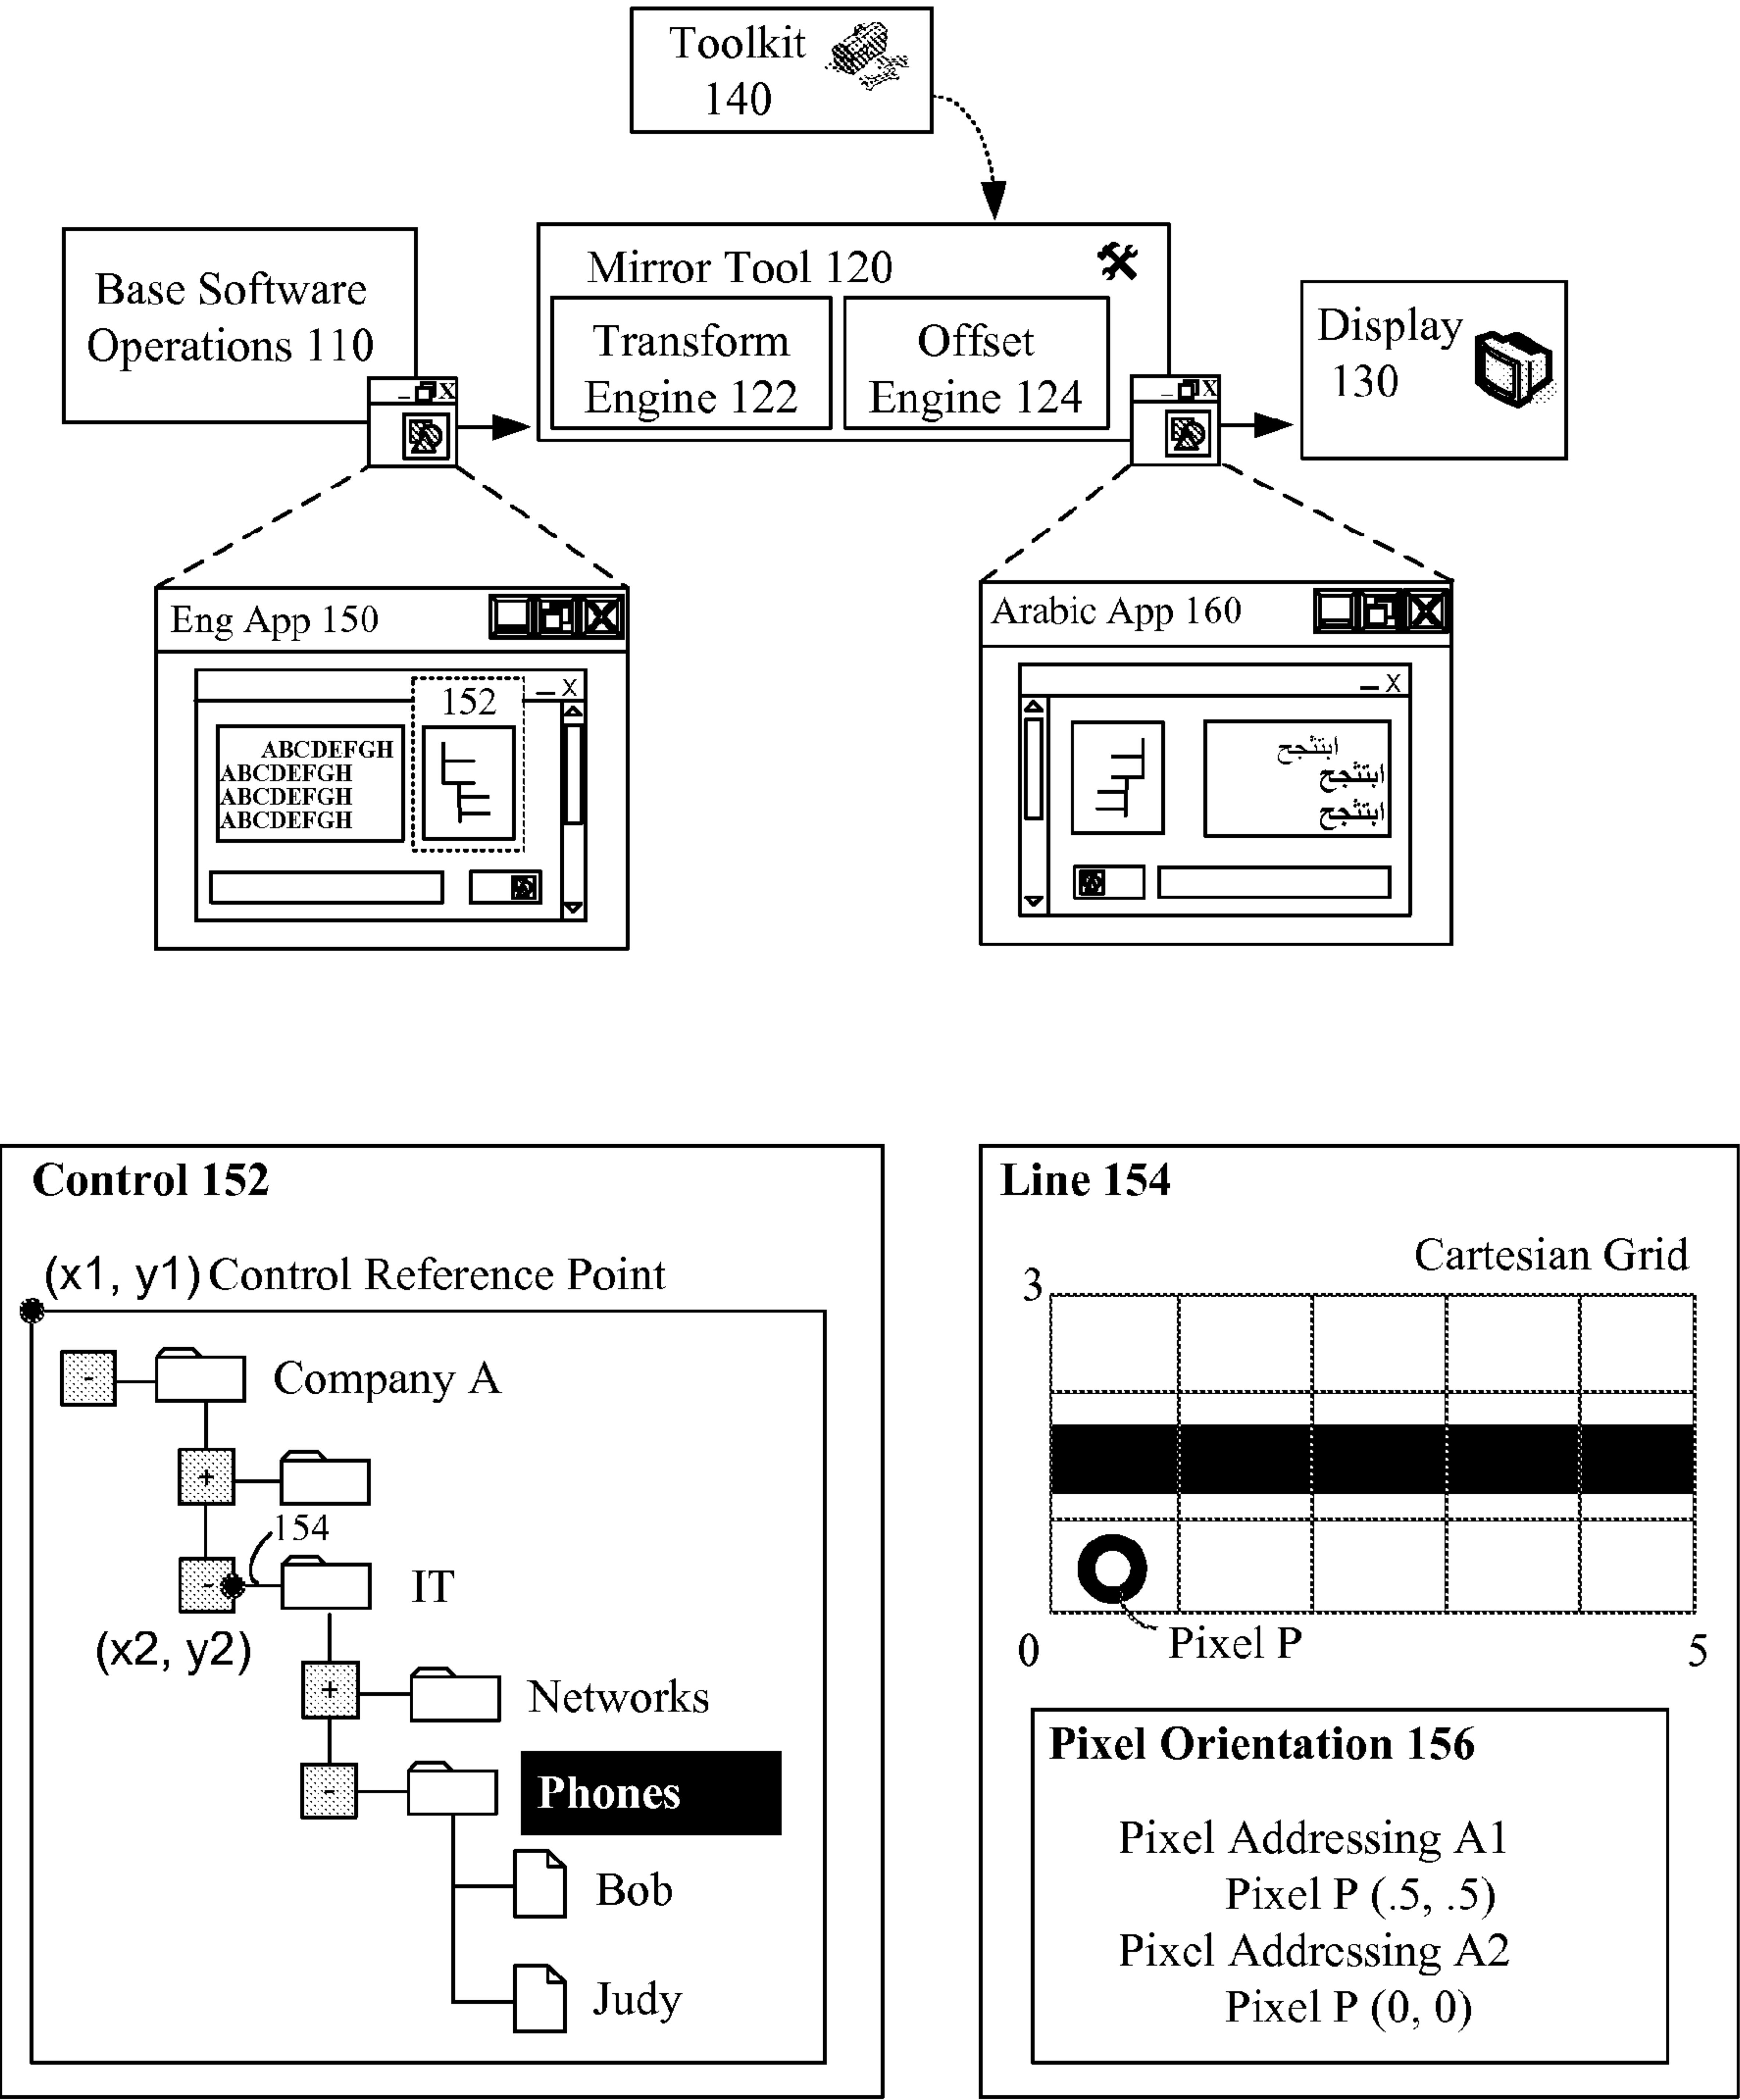 Toolkit
140
Base Software
Operations 110
Mirror Tool 120
Transform
Engine 122
Offset
Engine 124
Display
130
_ X
_ X
Eng App 150
X
152
_ X
ABCDEFGH
ABCDEFGH
ABCDEFGH
ABCDEFGH
Arabic App 160
X
_ X
ابتثجح
ابتثجح
ابتثجح
Control 152
(x1, y1) Control Reference Point
- Company A
+
154
- IT
(x2, y2)
+ Networks
- Phones
Bob
Judy
Line 154
Cartesian Grid
3
0
5
Pixel P
Pixel Orientation 156
Pixel Addressing A1
Pixel P (.5, .5)
Pixel Addressing A2
Pixel P (0, 0)